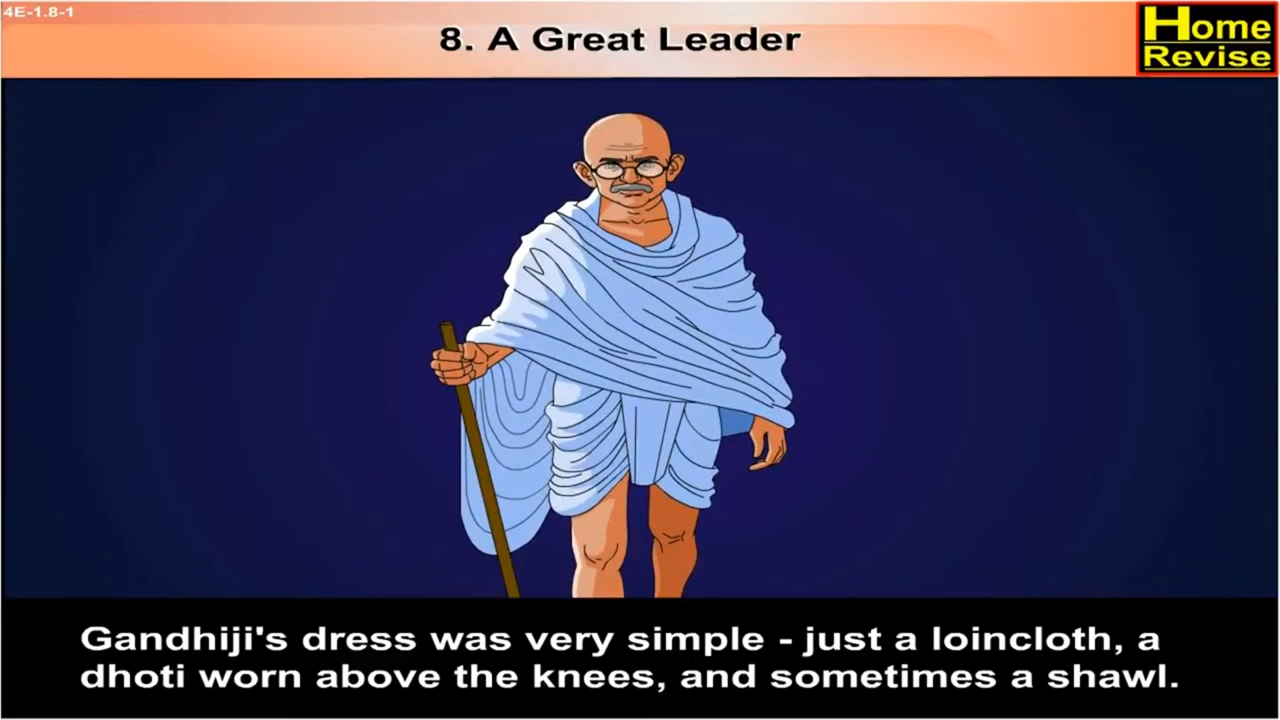 4E-1.8-1
8. A Great Leader
Home
Revise
Gandhiji's dress was very simple - just a loincloth, a
dhoti worn above the knees, and sometimes a shawl.